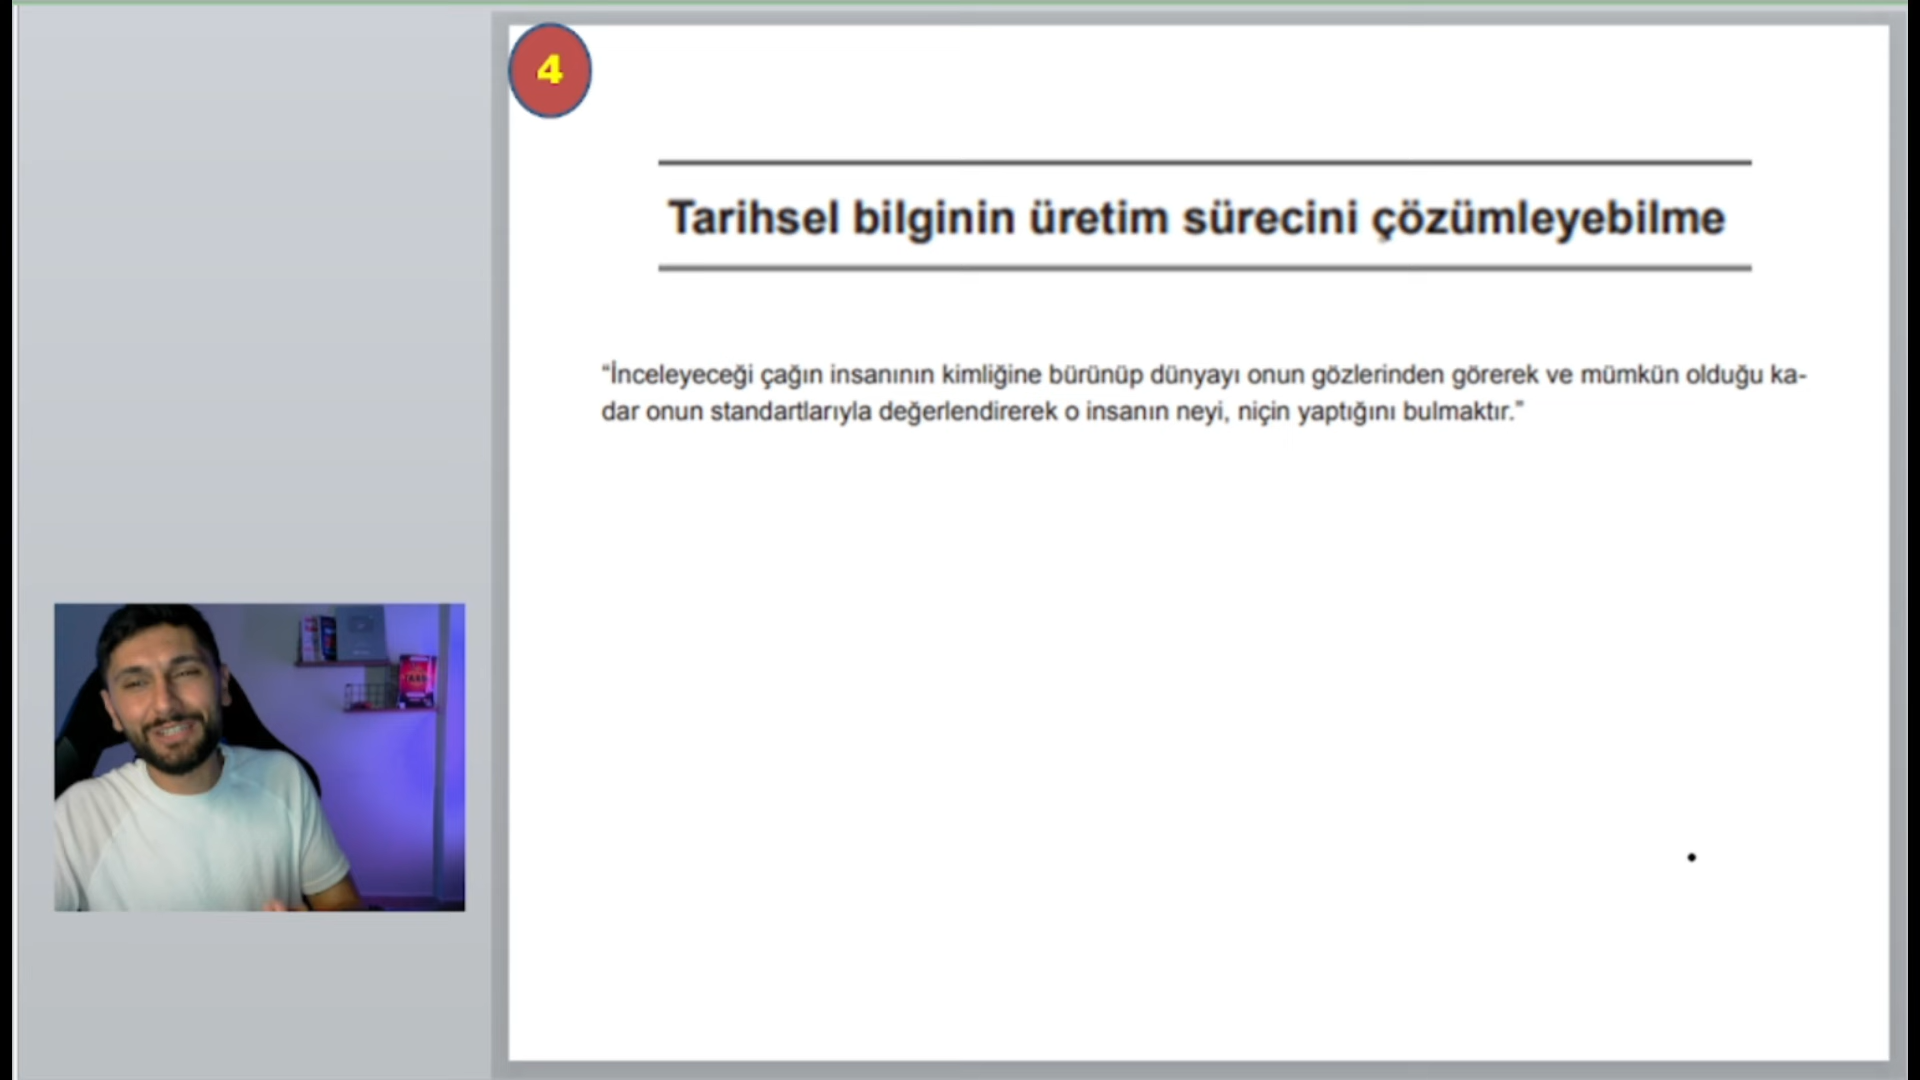 4
Tarihsel bilginin üretim sürecini çözümleyebilme
“İnceleyeceği çağın insanının kimliğine bürünüp dünyayı onun gözlerinden görerek ve mümkün olduğu ka-
dar onun standartlarıyla değerlendirerek o insanın neyi, niçin yaptığını bulmaktır.”